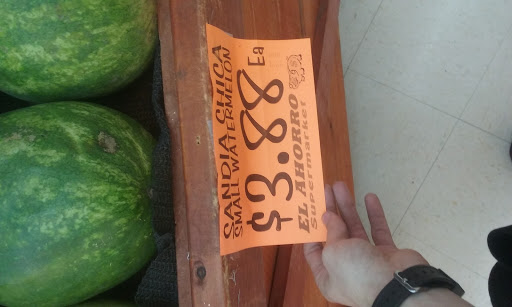 SANDIA CHICA
SMALL WATERMELON
$3.88 Ea
EL AHORRO
Supermarket